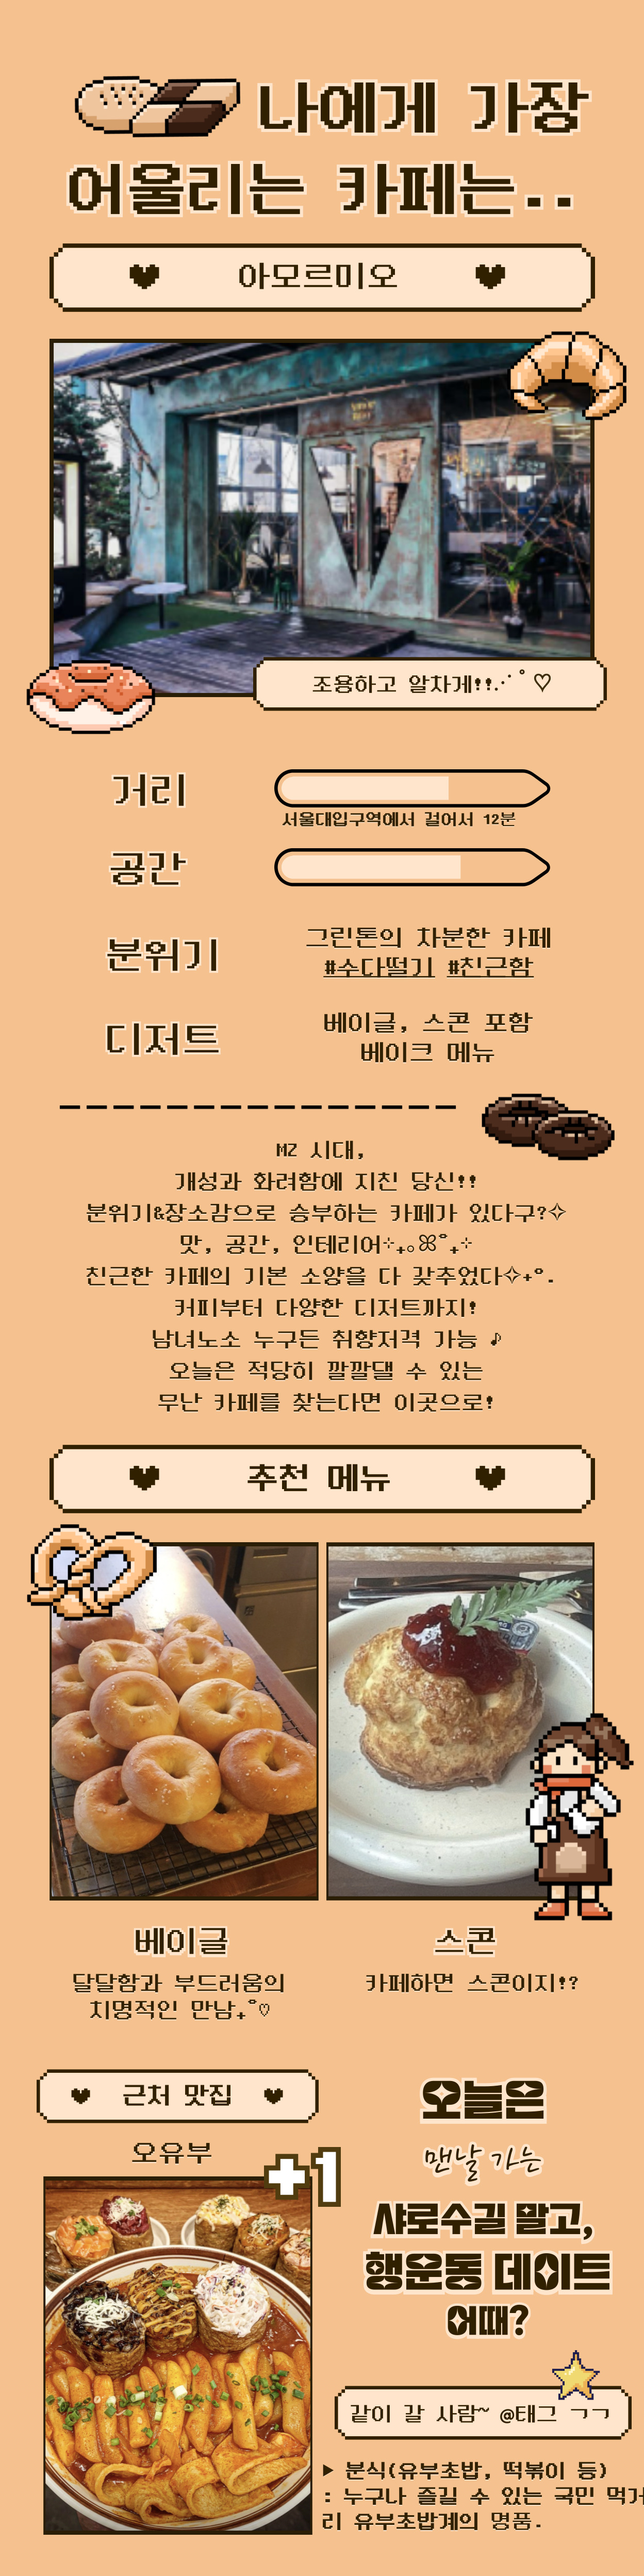 나에게 가장
어울리는 카페는..
아모르미오
조용하고 알차게!!.·˙˚♡
거리
서울대입구역에서 걸어서 12분
공간
분위기
그린톤의 차분한 카페
#수다떨기 #친근함
디저트
베이글, 스콘 포함
베이크 메뉴
MZ 시대,
개성과 화려함에 지친 당신!!
분위기&장소감으로 승부하는 카페가 있다구?✧
맛, 공간, 인테리어⊹₊｡ꕤ˚₊⊹
친근한 카페의 기본 소양을 다 갖추었다✧₊°.
커피부터 다양한 디저트까지!
남녀노소 누구든 취향저격 가능 ♪
오늘은 적당히 깔깔댈 수 있는
무난 카페를 찾는다면 이곳으로!
추천 메뉴
베이글
달달함과 부드러움의
치명적인 만남₊˚♡
스콘
카페하면 스콘이지!?
근처 맛집
오유부
+1
오늘은
맨날 가는
샤로수길 말고,
행운동 데이트
어때?
같이 갈 사람~ @태그 ㄱㄱ
▶ 분식(유부초밥, 떡볶이 등)
: 누구나 즐길 수 있는 국민 먹거
리 유부초밥계의 명품.